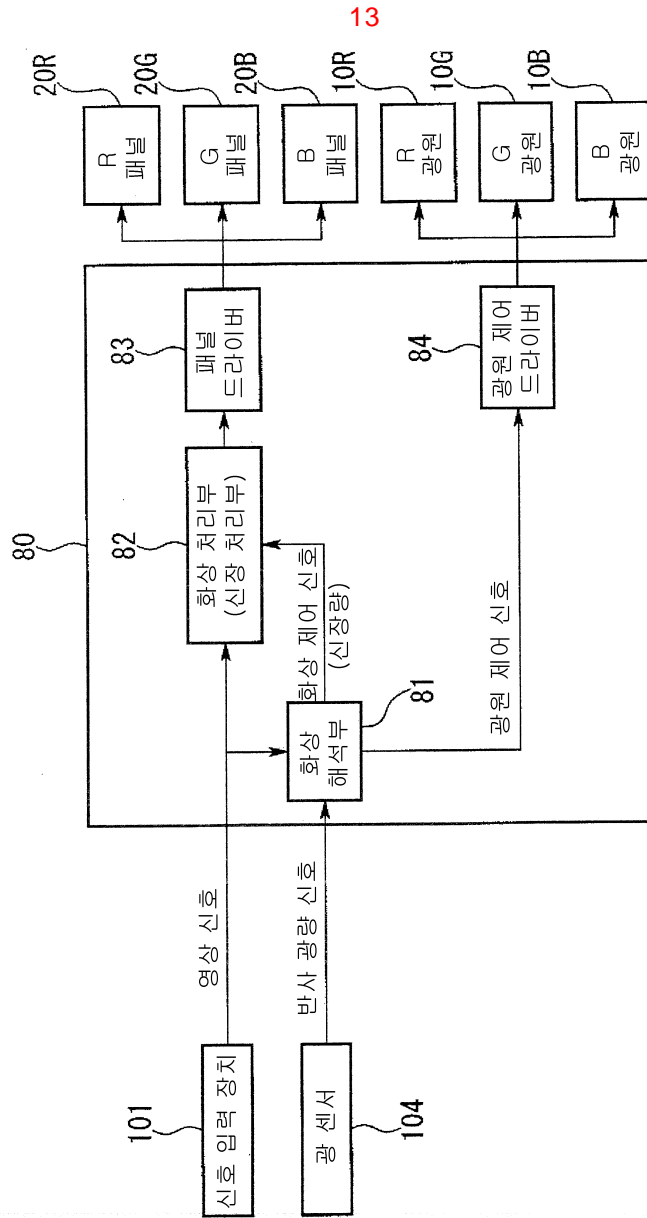 13
101
신호 입력 장치
영상 신호
104
광 센서
반사 광량 신호
80
82
화상 처리부
(신장 처리부)
83
패널
드라이버
화상 제어 신호
(신장량)
81
화상
해석부
광원 제어 신호
84
광원 제어
드라이버
20R
R
패널
20G
G
패널
20B
B
패널
10R
R
광원
10G
G
광원
10B
B
광원